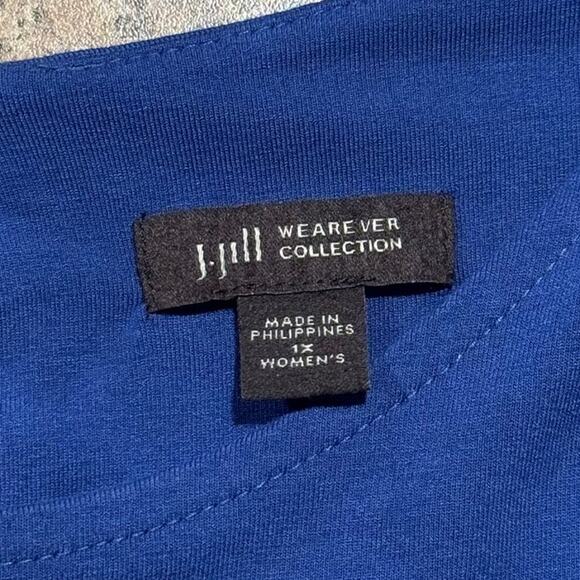 J.Jill WEAREVER
COLLECTION
MADE IN
PHILIPPINES
1X
WOMEN'S